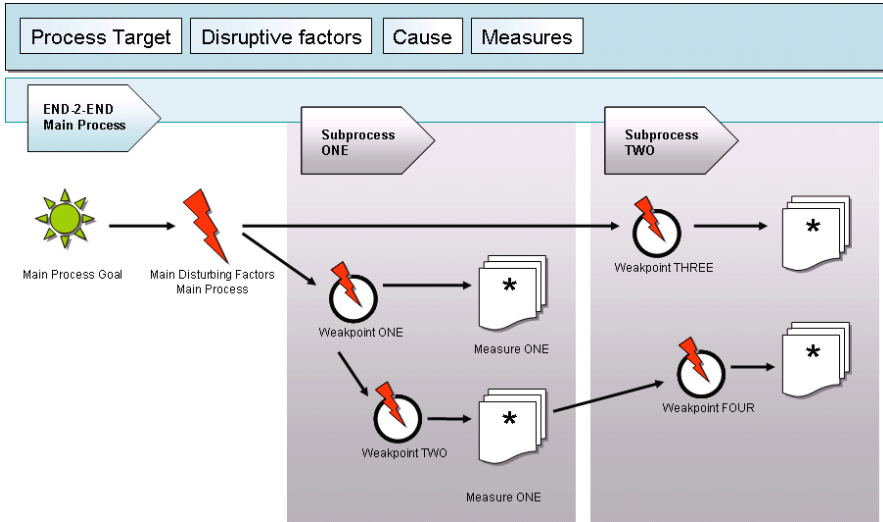 Process Target
Disruptive factors
Cause
Measures
END-2-END
Main Process
Subprocess
ONE
Subprocess
TWO
*
Main Process Goal
Main Disturbing Factors
Main Process
Weakpoint THREE
*
Weakpoint ONE
Measure ONE
*
*
Weakpoint TWO
Weakpoint FOUR
*
Measure ONE